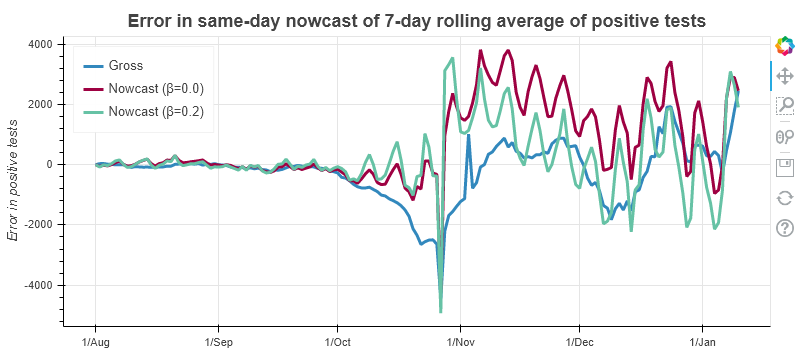 Error in same-day nowcast of 7-day rolling average of positive tests
Error in positive tests
4000
2000
0
-2000
-4000
Gross
Nowcast (β=0.0)
Nowcast (β=0.2)
1/Aug
1/Sep
1/Oct
1/Nov
1/Dec
1/Jan